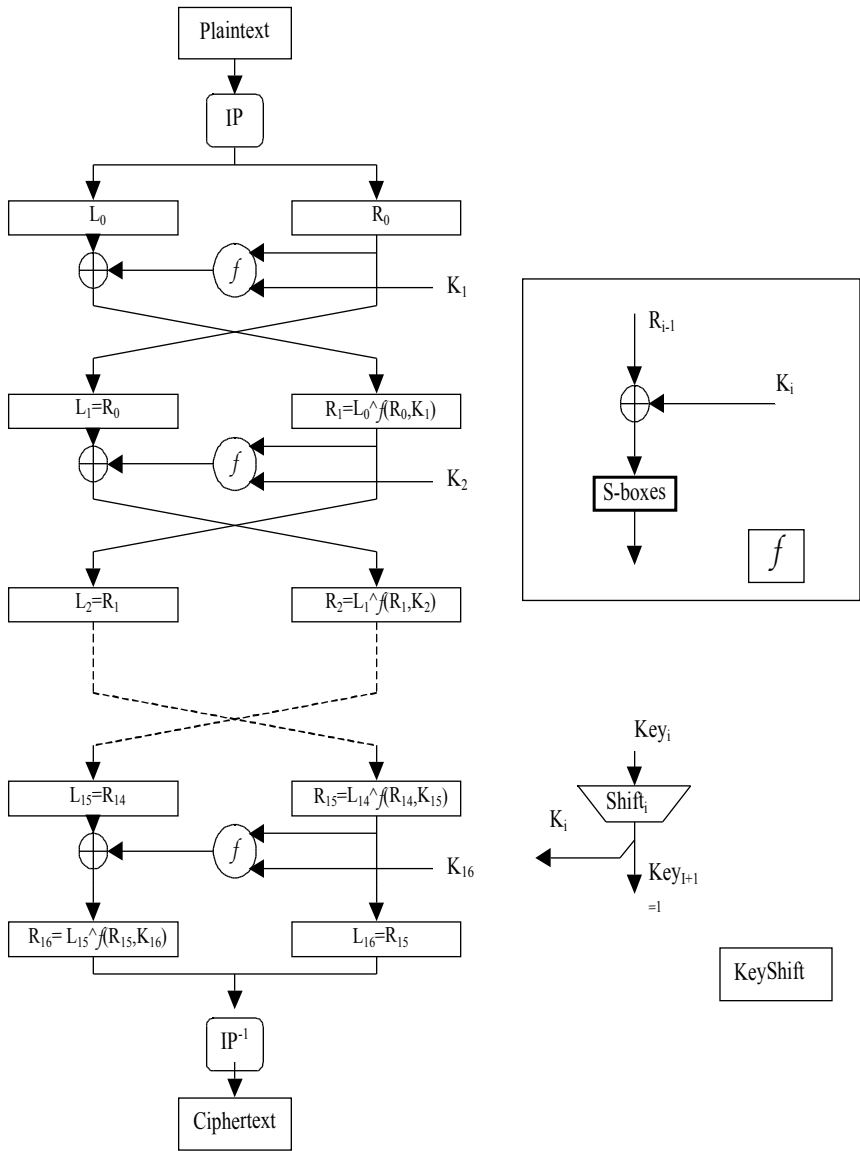 Plaintext
IP
L₀
R₀
f
K₁
L₁=R₀
R₁=L₀^f(R₀,K₁)
f
K₂
L₂=R₁
R₂=L₁^f(R₁,K₂)
L₁₅=R₁₄
R₁₅=L₁₄^f(R₁₄,K₁₅)
f
K₁₆
R₁₆= L₁₅^f(R₁₅,K₁₆)
L₁₆=R₁₅
IP⁻¹
Ciphertext
Rᵢ₋₁
Kᵢ
S-boxes
f
Keyᵢ
Shiftᵢ
Kᵢ
Key_I+1
=1
KeyShift